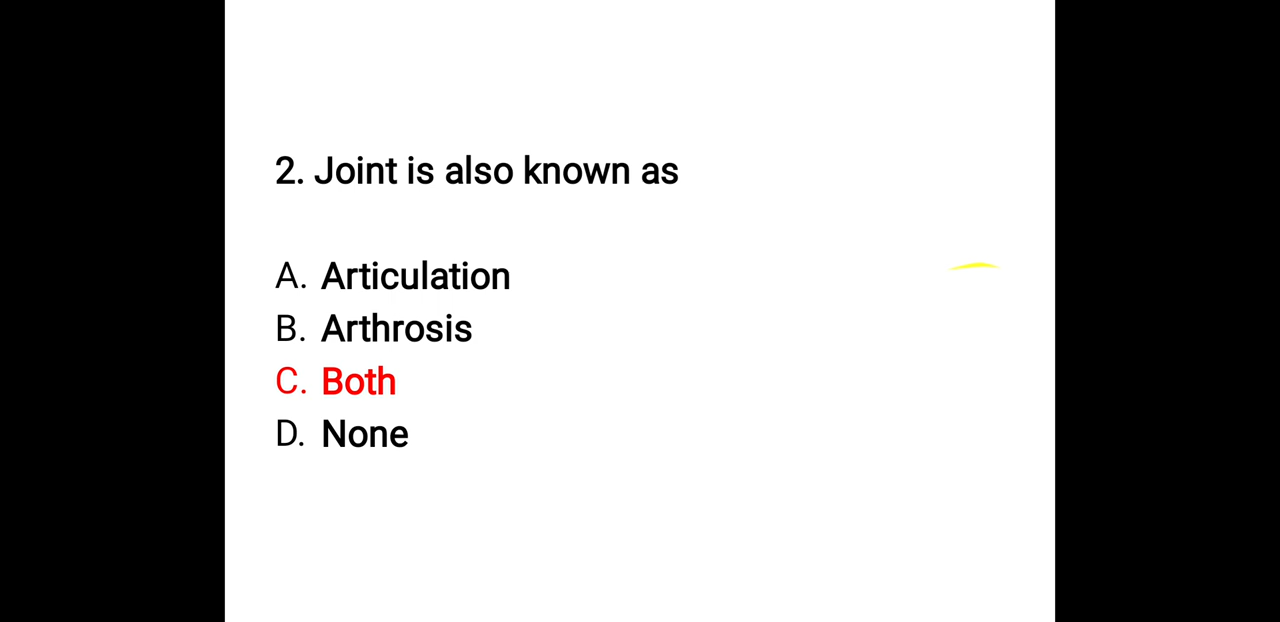 2. Joint is also known as
A. Articulation
B. Arthrosis
C. Both
D. None